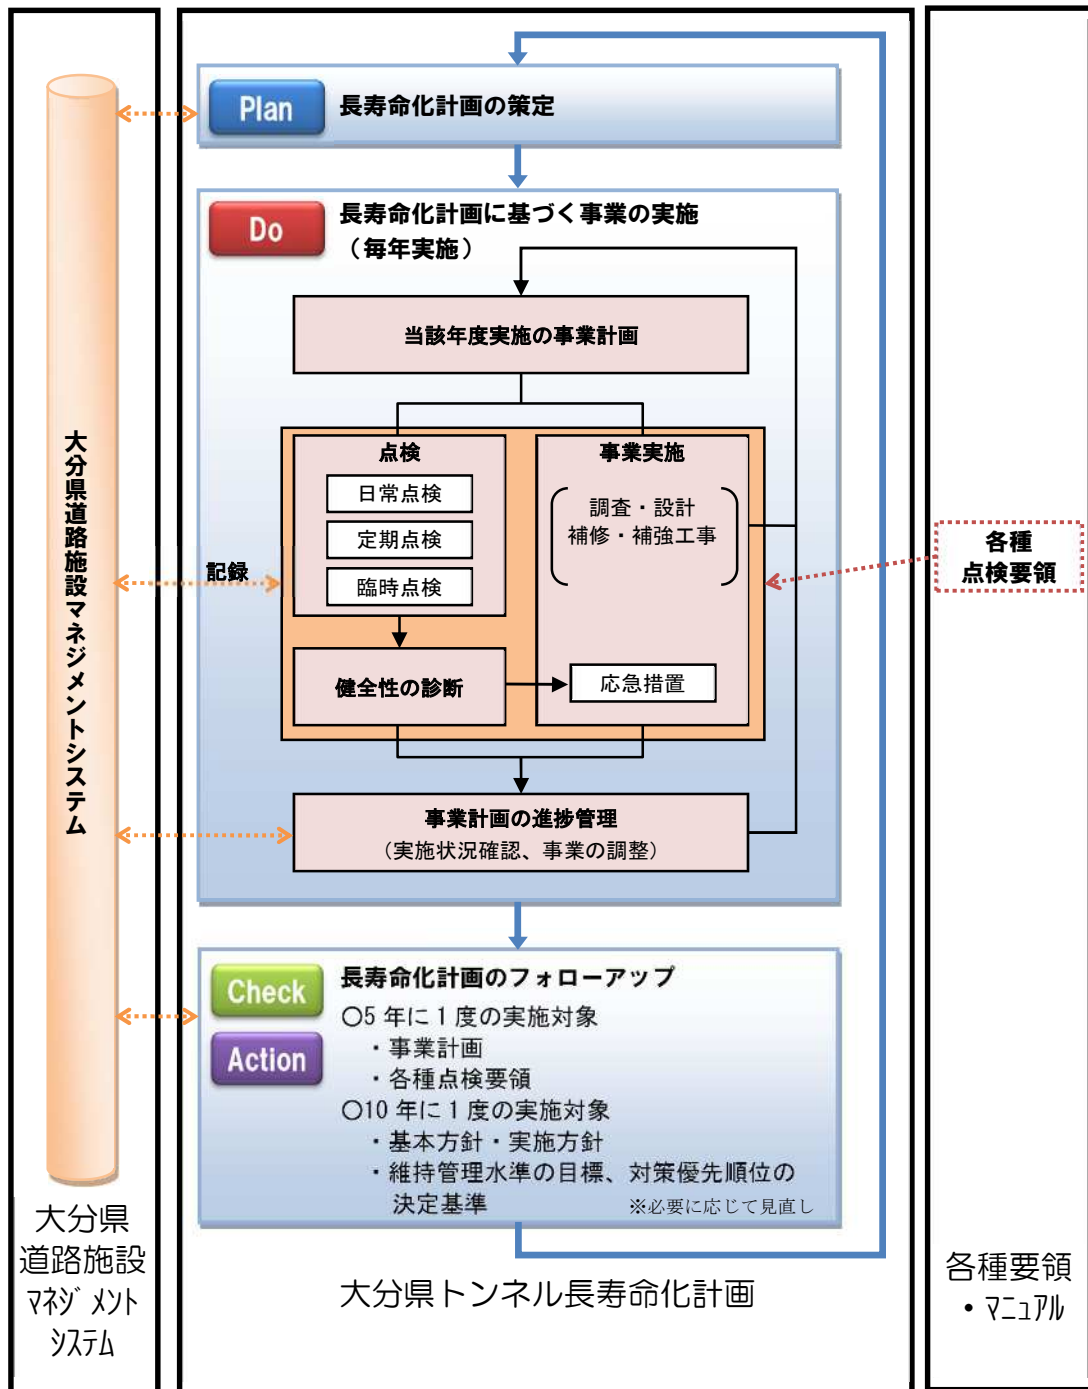 Plan
長寿命化計画の策定
Do
長寿命化計画に基づく事業の実施
（毎年実施）
当該年度実施の事業計画
点検
日常点検
定期点検
臨時点検
事業実施
調査・設計
補修・補強工事
記録
健全性の診断
応急措置
事業計画の進捗管理
（実施状況確認、事業の調整）
Check
Action
長寿命化計画のフォローアップ
〇5 年に 1 度の実施対象
・事業計画
・各種点検要領
〇10 年に 1 度の実施対象
・基本方針・実施方針
・維持管理水準の目標、対策優先順位の
決定基準
※必要に応じて見直し
大分県道路施設マネジメントシステム
各種
点検要領
大分県
道路施設
ﾏﾈｼﾞﾒﾝﾄ
ｼｽﾃﾑ
大分県トンネル長寿命化計画
各種要領
・ﾏﾆｭｱﾙ